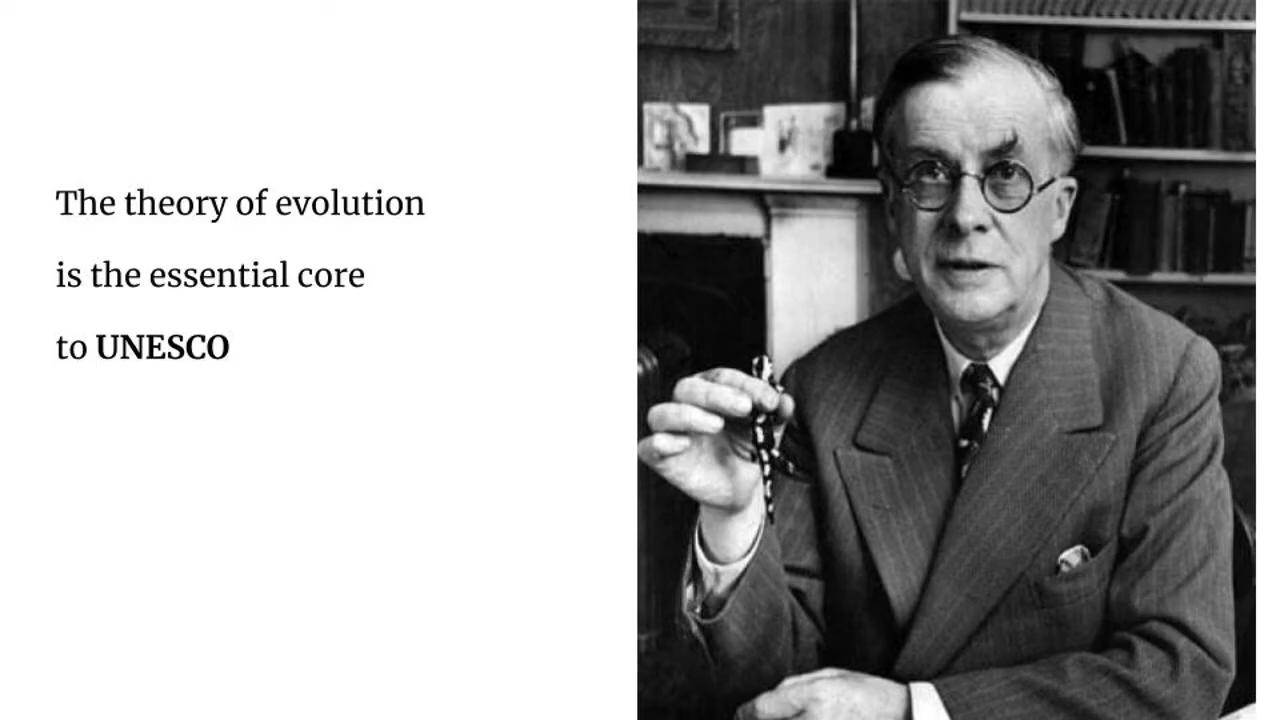 The theory of evolution
is the essential core
to UNESCO